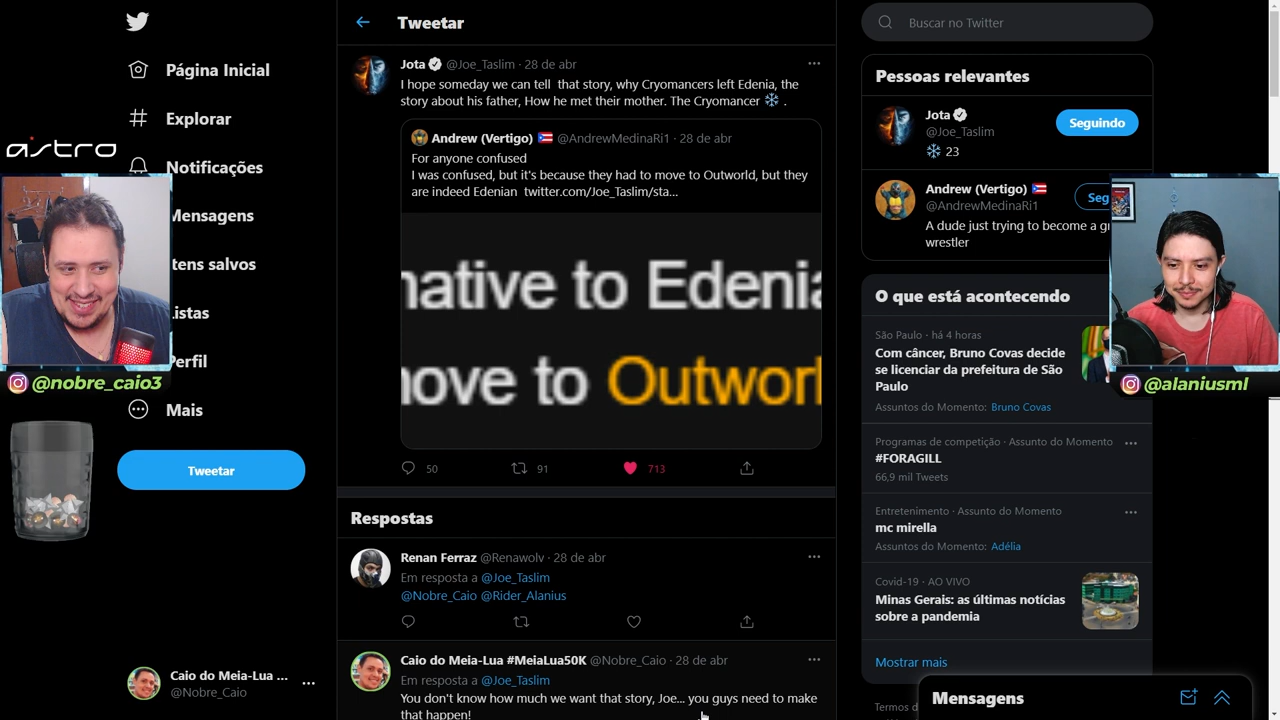 Tweetar
Buscar no Twitter
Página Inicial
Explorar
Notificações
Mensagens
tens salvos
Listas
Perfil
Mais
Tweetar
astro
@nobre_caio3
Caio do Meia-Lua ...
@Nobre_Caio
Jota @Joe_Taslim · 28 de abr
I hope someday we can tell that story, why Cryomancers left Edenia, the
story about his father, How he met their mother. The Cryomancer ❄ .
Andrew (Vertigo) 🇵🇷 @AndrewMedinaRi1 · 28 de abr
For anyone confused
I was confused, but it's because they had to move to Outworld, but they
are indeed Edenian twitter.com/Joe_Taslim/sta...
native to Edenia
ove to Outworl
50
91
713
Respostas
Renan Ferraz @Renawolv · 28 de abr
Em resposta a @Joe_Taslim
@Nobre_Caio @Rider_Alanius
Caio do Meia-Lua #MeiaLua50K @Nobre_Caio · 28 de abr
Em resposta a @Joe_Taslim
You don't know how much we want that story, Joe... you guys need to make
that happen!
Pessoas relevantes
Jota
@Joe_Taslim
❄ 23
Seguindo
Andrew (Vertigo) 🇵🇷
@AndrewMedinaRi1
Seg
A dude just trying to become a g
wrestler
@alaniusml
O que está acontecendo
São Paulo · há 4 horas
Com câncer, Bruno Covas decide
se licenciar da prefeitura de São
Paulo
Assuntos do Momento: Bruno Covas
Programas de competição · Assunto do Momento
#FORAGILL
66,9 mil Tweets
Entretenimento · Assunto do Momento
mc mirella
Assuntos do Momento: Adélia
Covid-19 · AO VIVO
Minas Gerais: as últimas notícias
sobre a pandemia
Mostrar mais
Termos d
Mensagens